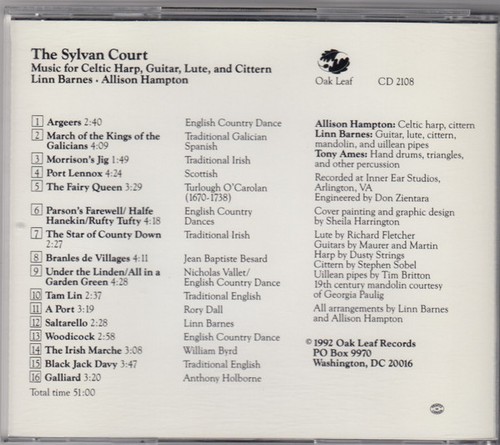 The Sylvan Court
Music for Celtic Harp, Guitar, Lute, and Cittern
Linn Barnes · Allison Hampton
Oak Leaf CD 2108
1 Argeers 2:40 English Country Dance
2 March of the Kings of the Traditional Galician
Galicians 4:09 Spanish
3 Morrison's Jig 1:49 Traditional Irish
4 Port Lennox 4:24 Scottish
5 The Fairy Queen 3:29 Turlough O'Carolan
(1670-1738)
6 Parson's Farewell/ Halfe English Country
Hanekin/Rufty Tufty 4:18 Dances
7 The Star of County Down Traditional Irish
2:27
8 Branles de Villages 4:11 Jean Baptiste Besard
9 Under the Linden/All in a Nicholas Vallet/
Garden Green 4:28 English Country Dance
10 Tam Lin 2:37 Traditional English
11 A Port 3:19 Rory Dall
12 Saltarello 2:28 Linn Barnes
13 Woodicock 2:58 English Country Dance
14 The Irish Marche 3:08 William Byrd
15 Black Jack Davy 3:47 Traditional English
16 Galliard 3:20 Anthony Holborne
Total time 51:00
Allison Hampton: Celtic harp, cittern
Linn Barnes: Guitar, lute, cittern,
mandolin, and uillean pipes
Tony Ames: Hand drums, triangles,
and other percussion
Recorded at Inner Ear Studios,
Arlington, VA
Engineered by Don Zientara
Cover painting and graphic design
by Sheila Harrington
Lute by Richard Fletcher
Guitars by Maurer and Martin
Harp by Dusty Strings
Cittern by Stephen Sobel
Uillean pipes by Tim Britton
19th century mandolin courtesy
of Georgia Paulig
All arrangements by Linn Barnes
and Allison Hampton
©1992 Oak Leaf Records
PO Box 9970
Washington, DC 20016